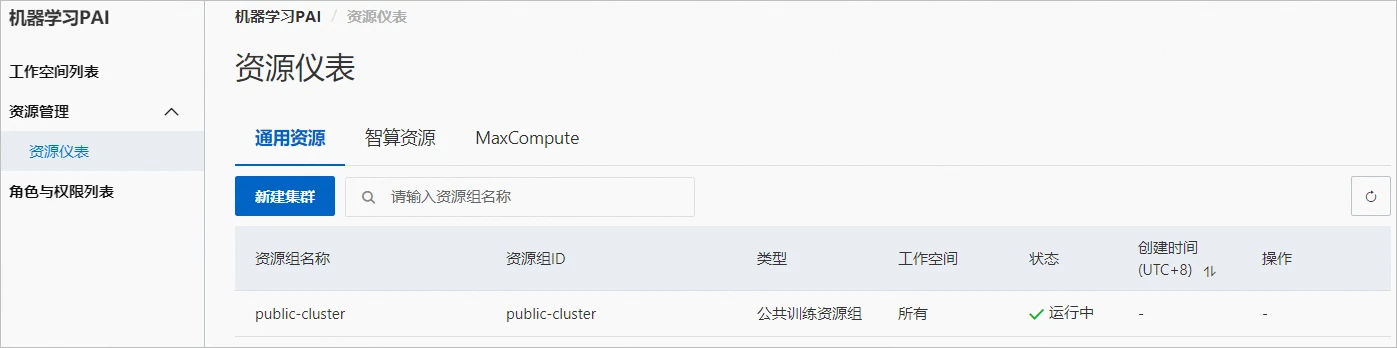 机器学习PAI
工作空间列表
资源管理
资源仪表
角色与权限列表
机器学习PAI / 资源仪表
资源仪表
通用资源 智算资源 MaxCompute
新建集群 请输入资源组名称
资源组名称 资源组ID 类型 工作空间 状态 创建时间 (UTC+8) 操作
public-cluster public-cluster 公共训练资源组 所有 运行中 - -